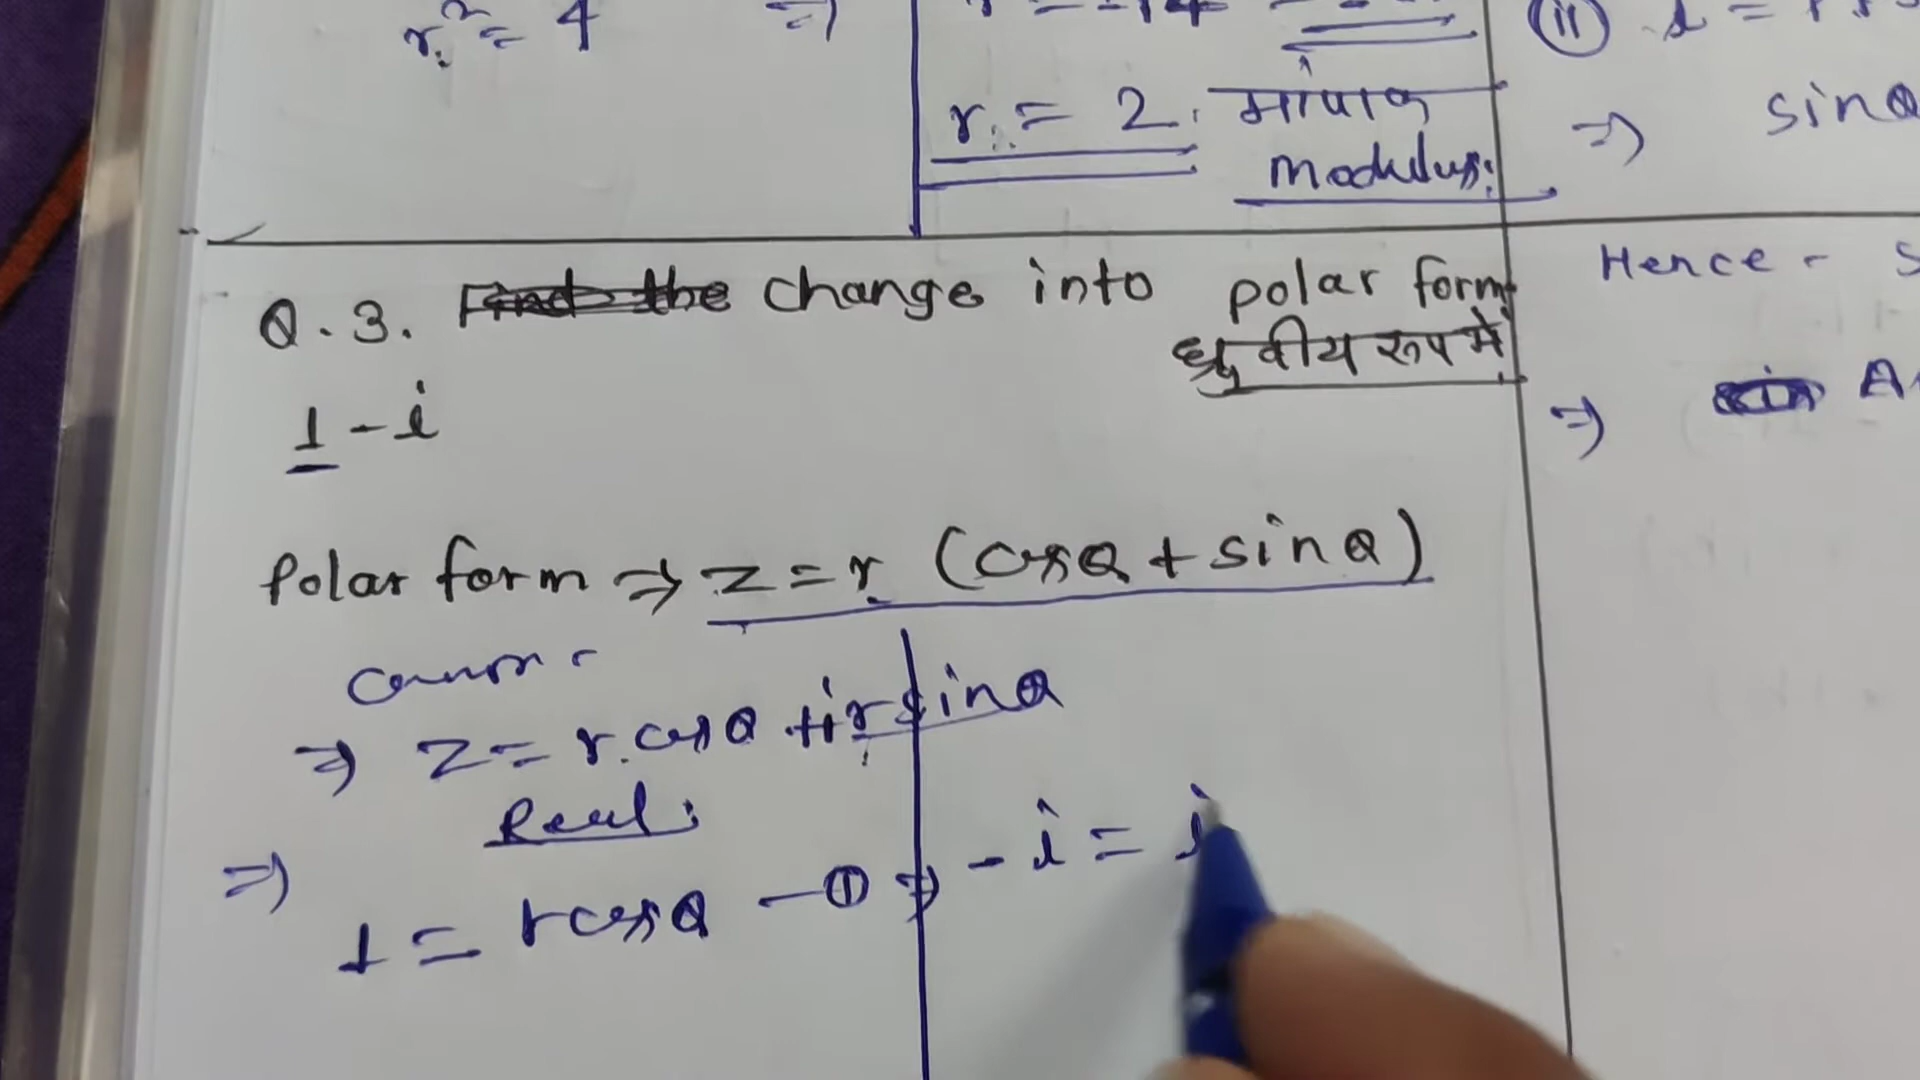 r² = 4 =>
r = 2. मापांक
modulus.
(ii)
=> sinθ
Q.3. Find the change into polar form
ध्रुवीय रूप में
1 - i
Polar form => z = r (cosθ + sinθ)
=> z = r.cosθ + i r sinθ
Real:
=> 1 = r cosθ — ①
=> - i = i
Hence -
=>